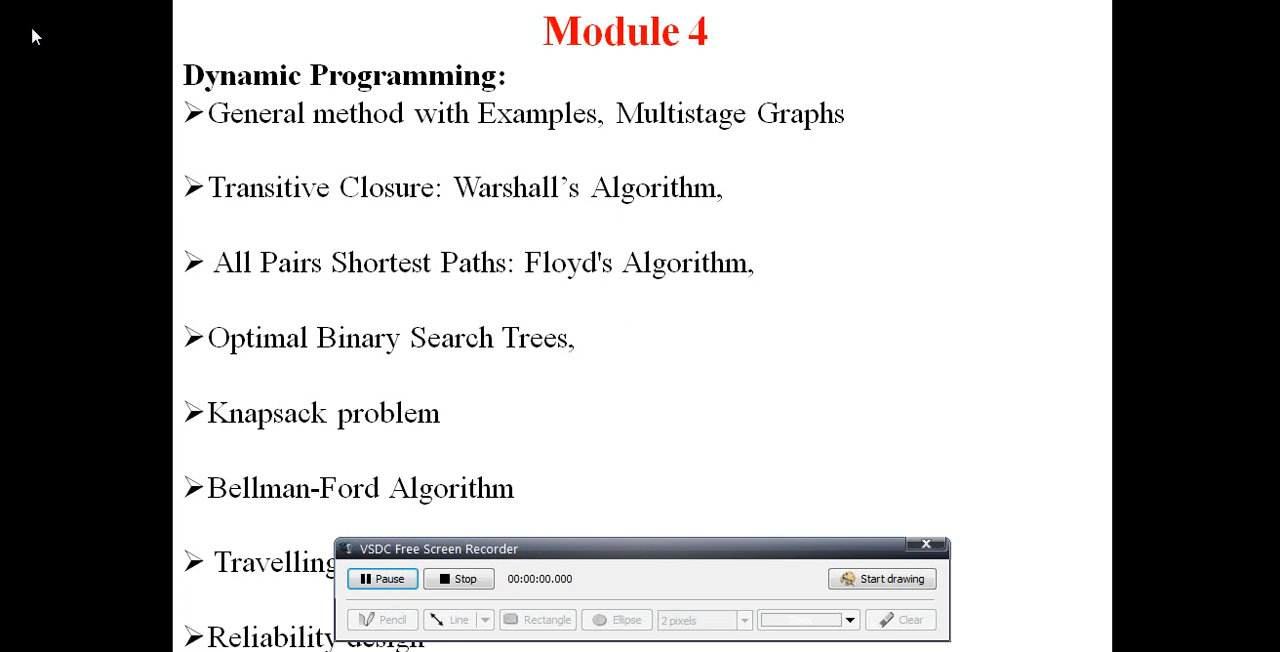 Module 4
Dynamic Programming:
➢General method with Examples, Multistage Graphs
➢Transitive Closure: Warshall’s Algorithm,
➢ All Pairs Shortest Paths: Floyd's Algorithm,
➢Optimal Binary Search Trees,
➢Knapsack problem
➢Bellman-Ford Algorithm
➢ Travelling
➢Reliability design
VSDC Free Screen Recorder
Pause Stop 00:00:00.000 Start drawing
Pencil Line Rectangle Ellipse 2 pixels Clear